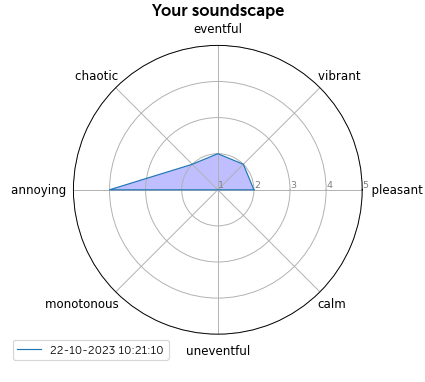 Your soundscape
eventful
chaotic
vibrant
annoying
1 2 3 4 5
pleasant
monotonous
calm
uneventful
22-10-2023 10:21:10